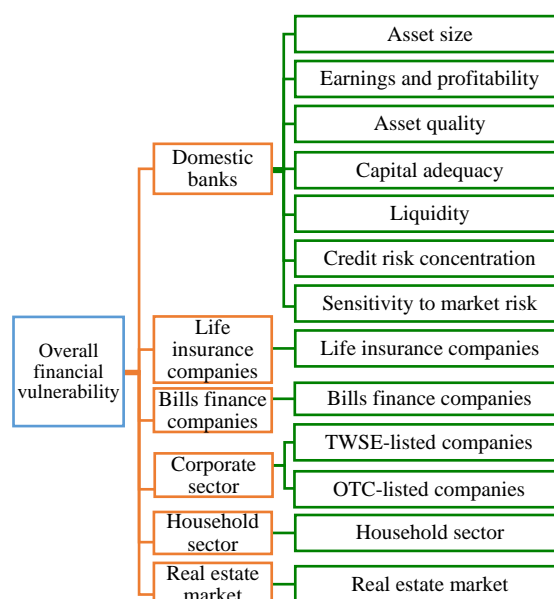 Overall
financial
vulnerability
Domestic
banks
Asset size
Earnings and profitability
Asset quality
Capital adequacy
Liquidity
Credit risk concentration
Sensitivity to market risk
Life
insurance
companies
Life insurance companies
Bills finance
companies
Bills finance companies
Corporate
sector
TWSE-listed companies
OTC-listed companies
Household
sector
Household sector
Real estate
market
Real estate market